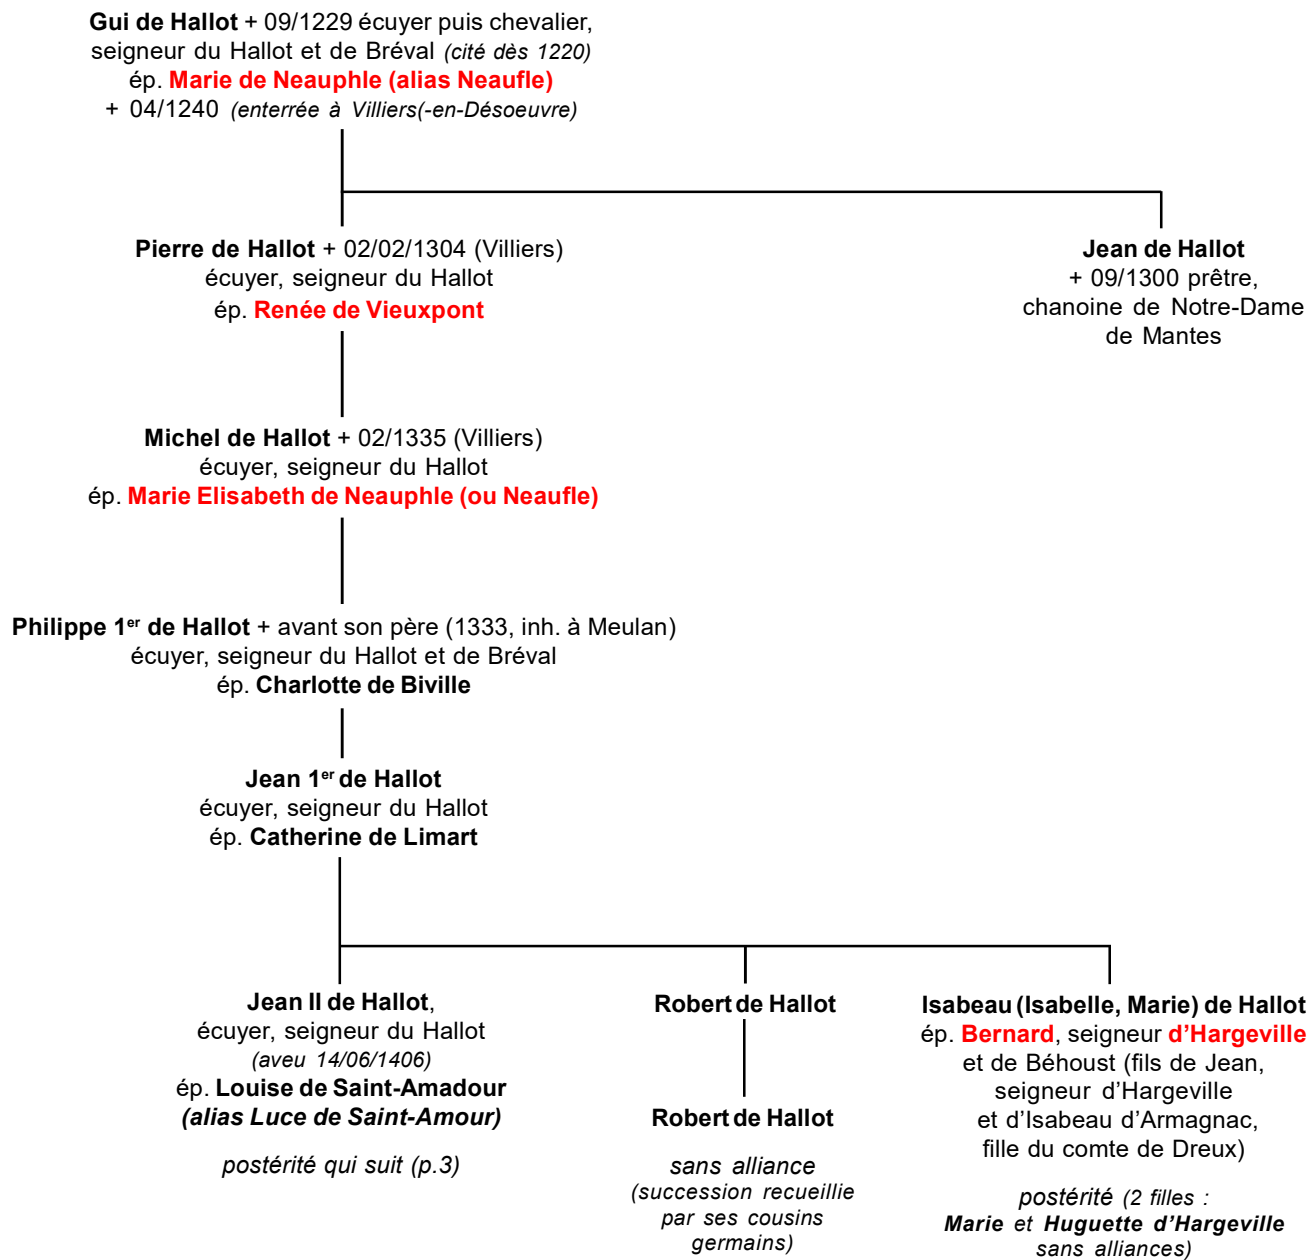 Gui de Hallot + 09/1229 écuyer puis chevalier,
seigneur du Hallot et de Bréval (cité dès 1220)
ép. Marie de Neauphle (alias Neaufle)
+ 04/1240 (enterrée à Villiers(-en-Désoeuvre)
Pierre de Hallot + 02/02/1304 (Villiers)
écuyer, seigneur du Hallot
ép. Renée de Vieuxpont
Jean de Hallot
+ 09/1300 prêtre,
chanoine de Notre-Dame
de Mantes
Michel de Hallot + 02/1335 (Villiers)
écuyer, seigneur du Hallot
ép. Marie Elisabeth de Neauphle (ou Neaufle)
Philippe 1er de Hallot + avant son père (1333, inh. à Meulan)
écuyer, seigneur du Hallot et de Bréval
ép. Charlotte de Biville
Jean 1er de Hallot
écuyer, seigneur du Hallot
ép. Catherine de Limart
Jean II de Hallot,
écuyer, seigneur du Hallot
(aveu 14/06/1406)
ép. Louise de Saint-Amadour
(alias Luce de Saint-Amour)
postérité qui suit (p.3)
Robert de Hallot
Robert de Hallot
sans alliance
(succession recueillie
par ses cousins
germains)
Isabeau (Isabelle, Marie) de Hallot
ép. Bernard, seigneur d'Hargeville
et de Béhoust (fils de Jean,
seigneur d'Hargeville
et d'Isabeau d'Armagnac,
fille du comte de Dreux)
postérité (2 filles :
Marie et Huguette d'Hargeville
sans alliances)